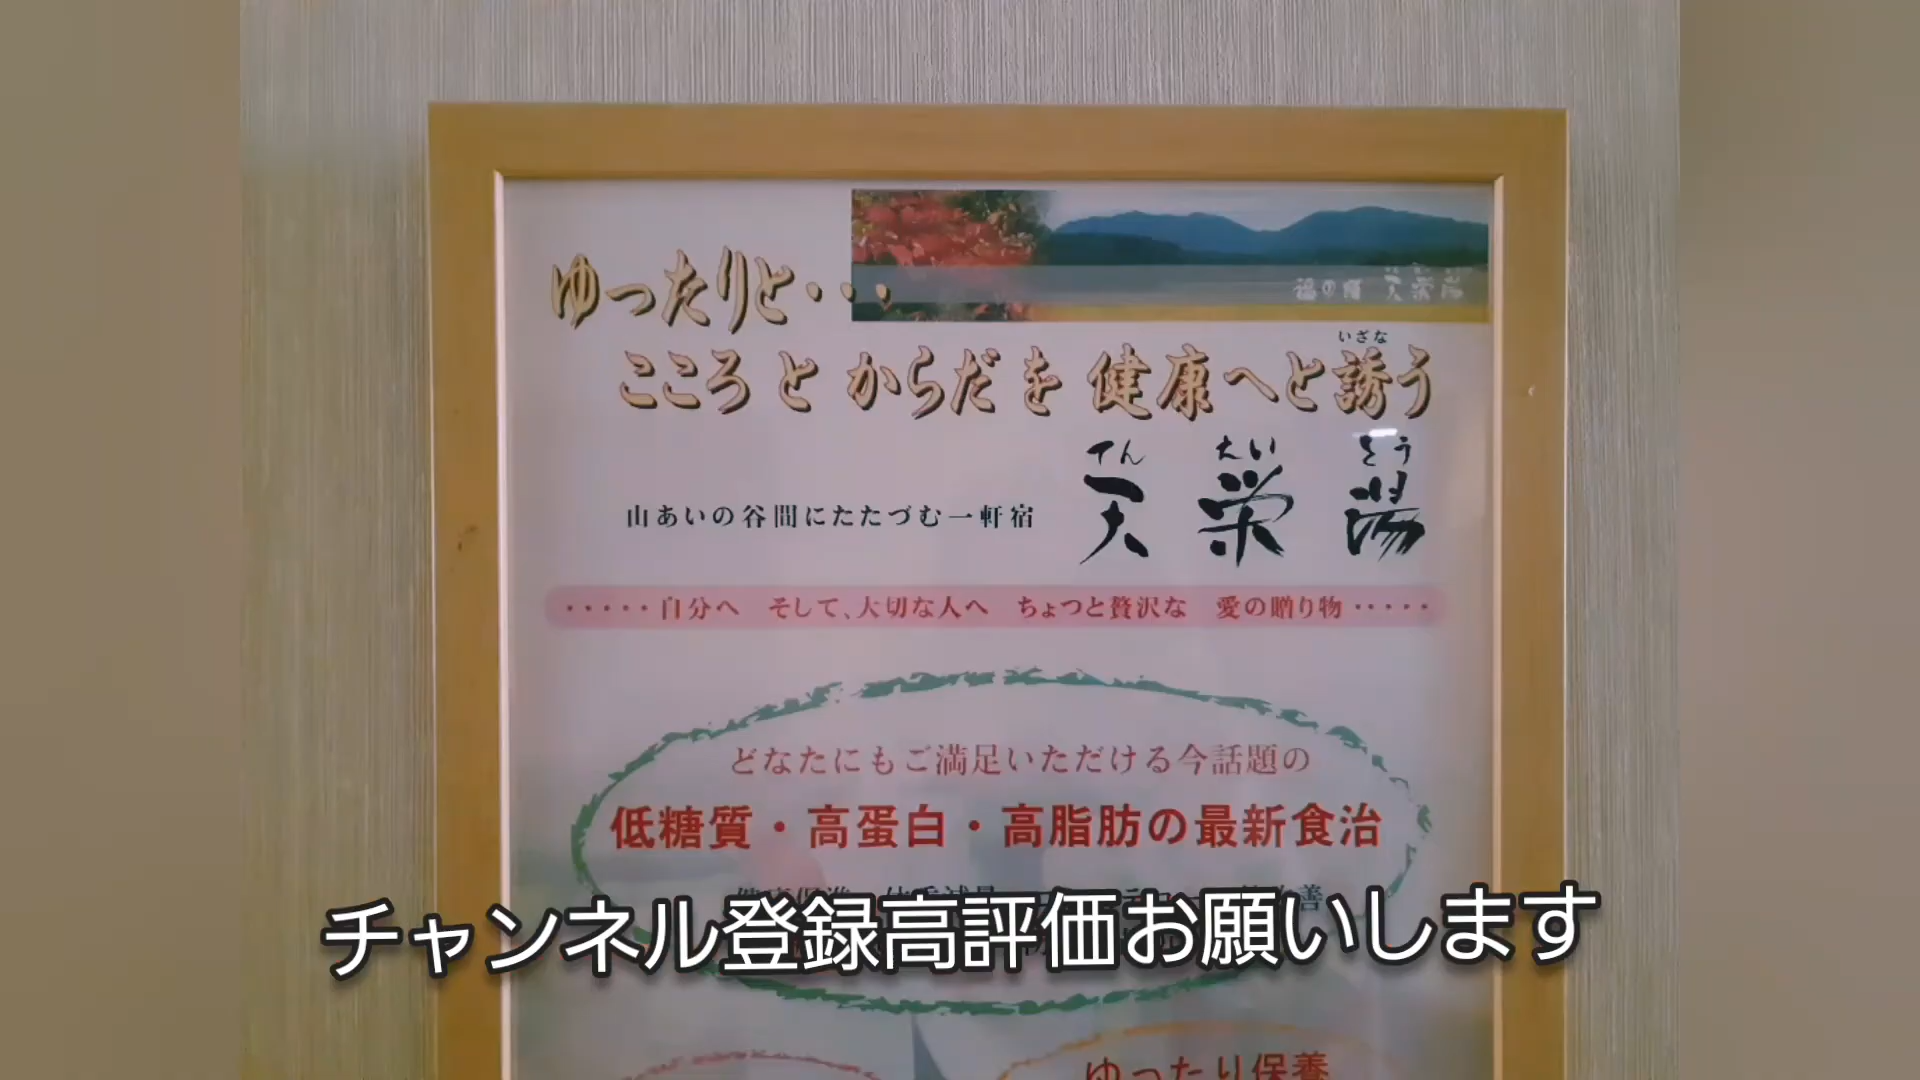 福の宿 天栄湯
ゆったりと・・・
いざな
こころとからだを健康へと誘う
てん たい とう
山あいの谷間にたたづむ一軒宿 天栄湯
・・・・・自分へ そして、大切な人へ ちょっと贅沢な 愛の贈り物・・・・・
どなたにもご満足いただける今話題の
低糖質・高蛋白・高脂肪の最新食治
チャンネル登録高評価お願いします
ゆったり保養